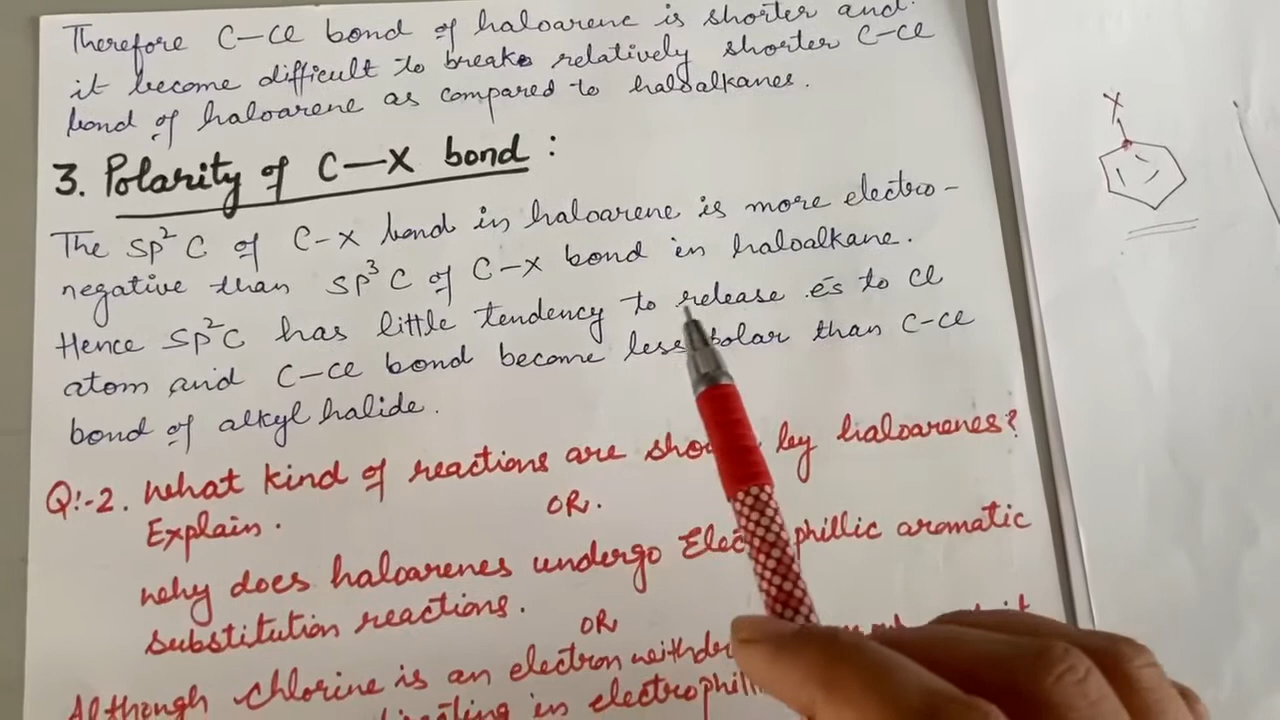 Therefore C-Cl bond of haloarene is shorter and
it become difficult to break relatively shorter C-Cl
bond of haloarene as compared to haloalkanes.
3. Polarity of C-X bond :
The sp² C of C-X bond in haloarene is more electro-
negative than sp³ C of C-X bond in haloalkane.
Hence sp²C has little tendency to release és to Cl
atom and C-Cl bond become less polar than C-Cl
bond of alkyl halide.
Q:-2. What kind of reactions are by haloarenes?
Explain. OR.
why does haloarenes undergo aromatic
substitution reactions.
OR
Although chlorine is an electron
in
X